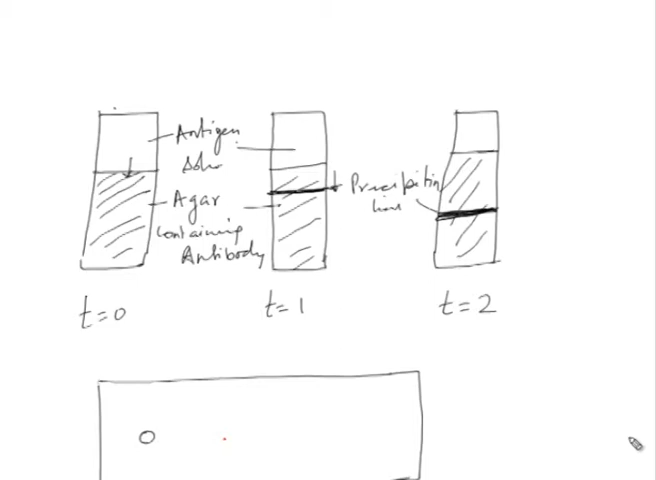 Antigen
soln
Agar
containing
Antibody
Precipitin
line
t=0
t=1
t=2